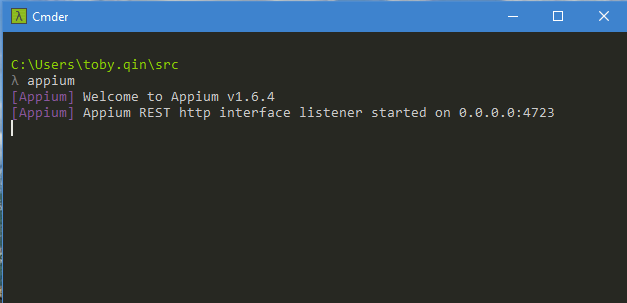 λ Cmder
C:\Users\toby.qin\src
λ appium
[Appium] Welcome to Appium v1.6.4
[Appium] Appium REST http interface listener started on 0.0.0.0:4723